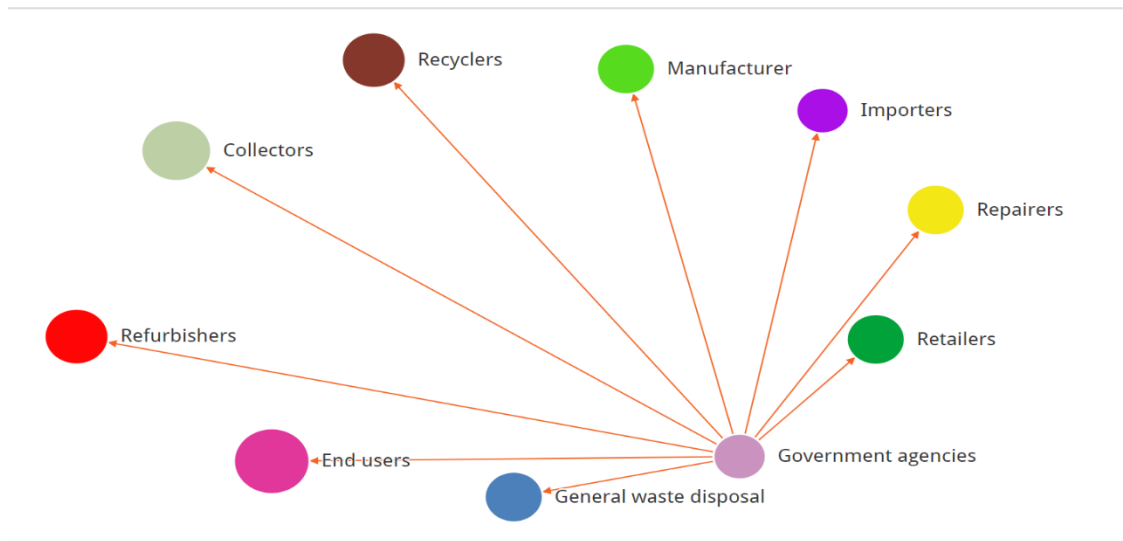 Recyclers
Manufacturer
Importers
Collectors
Repairers
Refurbishers
Retailers
End users
Government agencies
General waste disposal